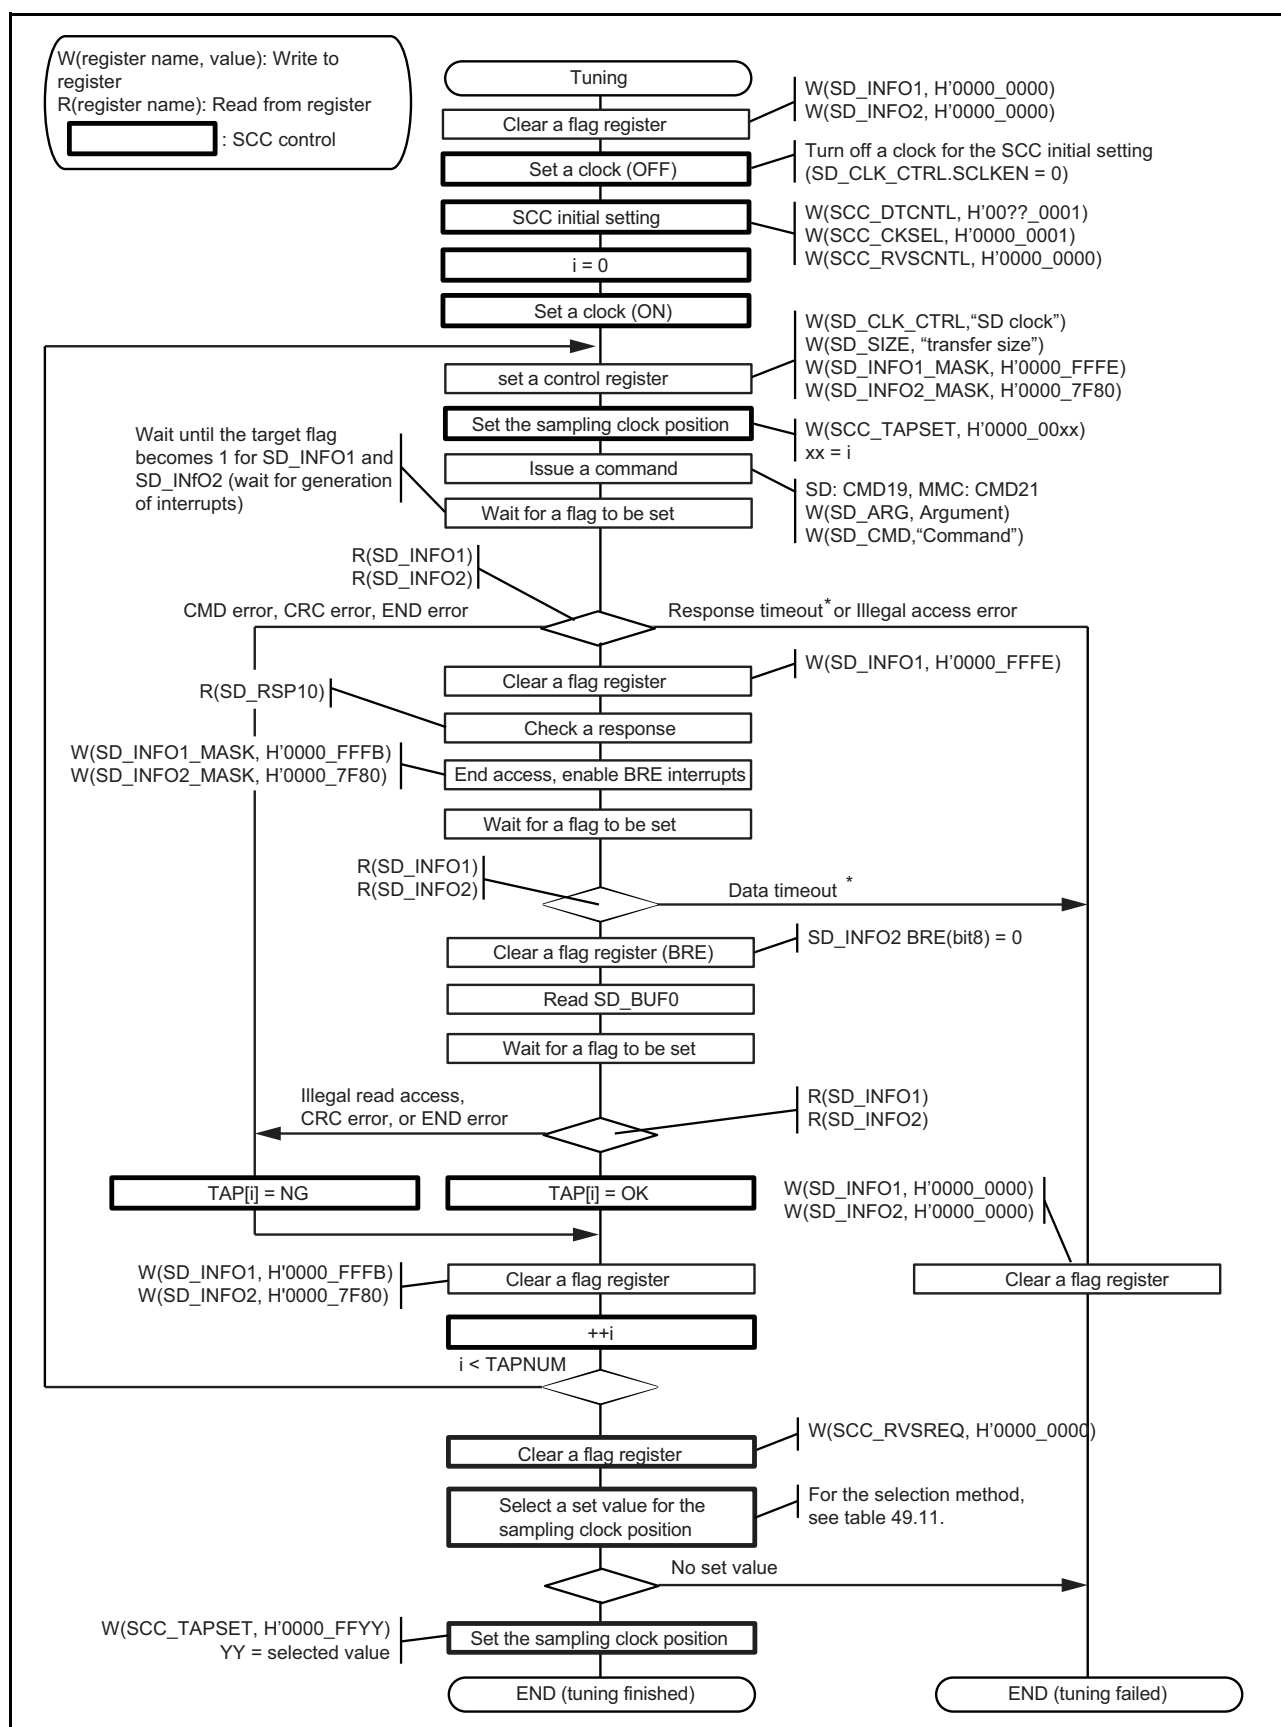 W(register name, value): Write to
register
R(register name): Read from register
: SCC control
Tuning
Clear a flag register
W(SD_INFO1, H'0000_0000)
W(SD_INFO2, H'0000_0000)
Set a clock (OFF)
Turn off a clock for the SCC initial setting
(SD_CLK_CTRL.SCLKEN = 0)
SCC initial setting
W(SCC_DTCNTL, H'00??_0001)
W(SCC_CKSEL, H'0000_0001)
W(SCC_RVSCNTL, H'0000_0000)
i = 0
Set a clock (ON)
W(SD_CLK_CTRL,“SD clock”)
W(SD_SIZE, “transfer size”)
W(SD_INFO1_MASK, H'0000_FFFE)
W(SD_INFO2_MASK, H'0000_7F80)
set a control register
Set the sampling clock position
W(SCC_TAPSET, H'0000_00xx)
xx = i
Wait until the target flag
becomes 1 for SD_INFO1 and
SD_INfO2 (wait for generation
of interrupts)
Issue a command
SD: CMD19, MMC: CMD21
W(SD_ARG, Argument)
W(SD_CMD,“Command”)
Wait for a flag to be set
R(SD_INFO1)
R(SD_INFO2)
CMD error, CRC error, END error
Response timeout* or Illegal access error
Clear a flag register
W(SD_INFO1, H'0000_FFFE)
R(SD_RSP10)
Check a response
W(SD_INFO1_MASK, H'0000_FFFB)
W(SD_INFO2_MASK, H'0000_7F80)
End access, enable BRE interrupts
Wait for a flag to be set
R(SD_INFO1)
R(SD_INFO2)
Data timeout *
Clear a flag register (BRE)
SD_INFO2 BRE(bit8) = 0
Read SD_BUF0
Wait for a flag to be set
Illegal read access,
CRC error, or END error
R(SD_INFO1)
R(SD_INFO2)
TAP[i] = NG
TAP[i] = OK
W(SD_INFO1, H'0000_0000)
W(SD_INFO2, H'0000_0000)
W(SD_INFO1, H'0000_FFFB)
W(SD_INFO2, H'0000_7F80)
Clear a flag register
Clear a flag register
++i
i < TAPNUM
Clear a flag register
W(SCC_RVSREQ, H'0000_0000)
Select a set value for the
sampling clock position
For the selection method,
see table 49.11.
No set value
W(SCC_TAPSET, H'0000_FFYY)
YY = selected value
Set the sampling clock position
END (tuning finished)
END (tuning failed)